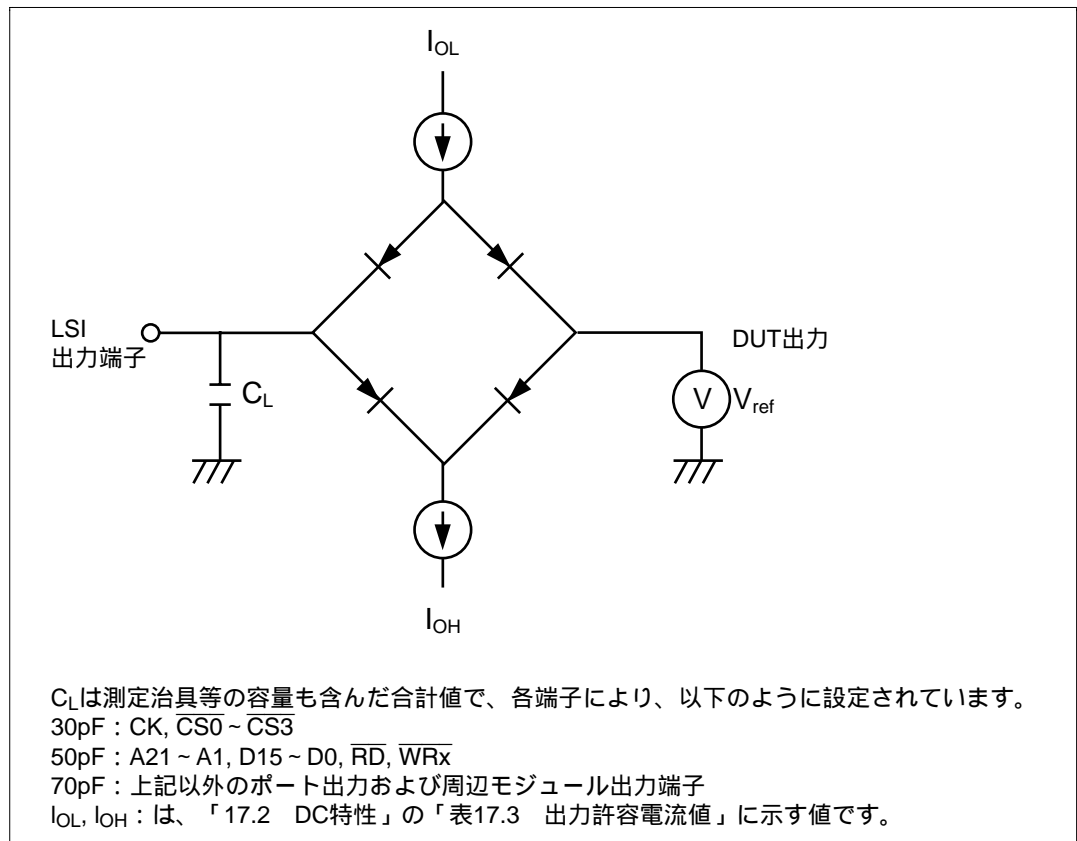 I_OL
LSI
出力端子
C_L
DUT出力
V
V_ref
I_OH
C_Lは測定治具等の容量も含んだ合計値で、各端子により、以下のように設定されています。
30pF：CK, C̅S̅0̅ ~ C̅S̅3̅
50pF：A21 ~ A1, D15 ~ D0, R̅D̅, W̅R̅x̅
70pF：上記以外のポート出力および周辺モジュール出力端子
I_OL, I_OH：は、「17.2　DC特性」の「表17.3　出力許容電流値」に示す値です。